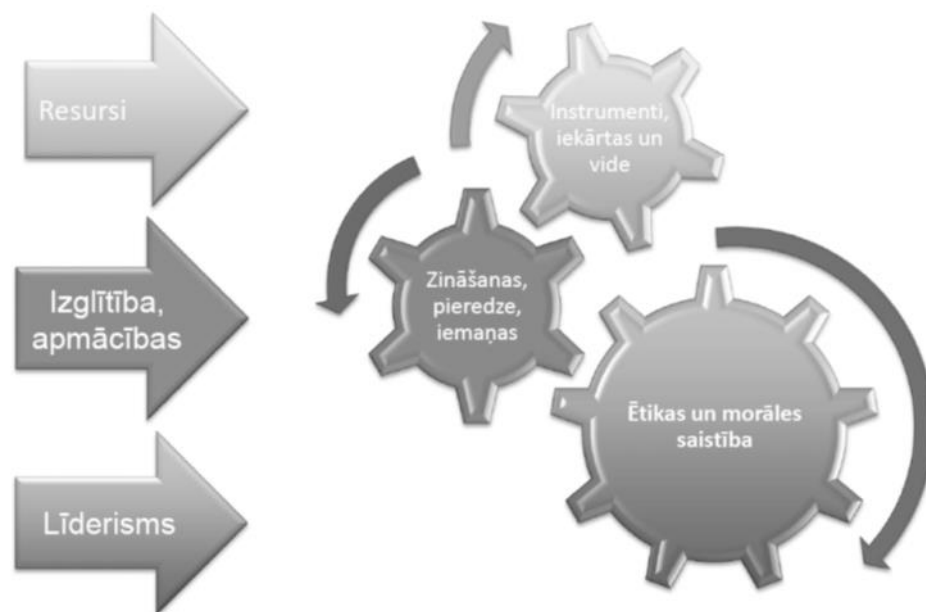 Resursi
Instrumenti,
iekārtas un
vide
Izglītība,
apmācības
Zināšanas,
pieredze,
iemaņas
Līderisms
Ētikas un morāles
saistība